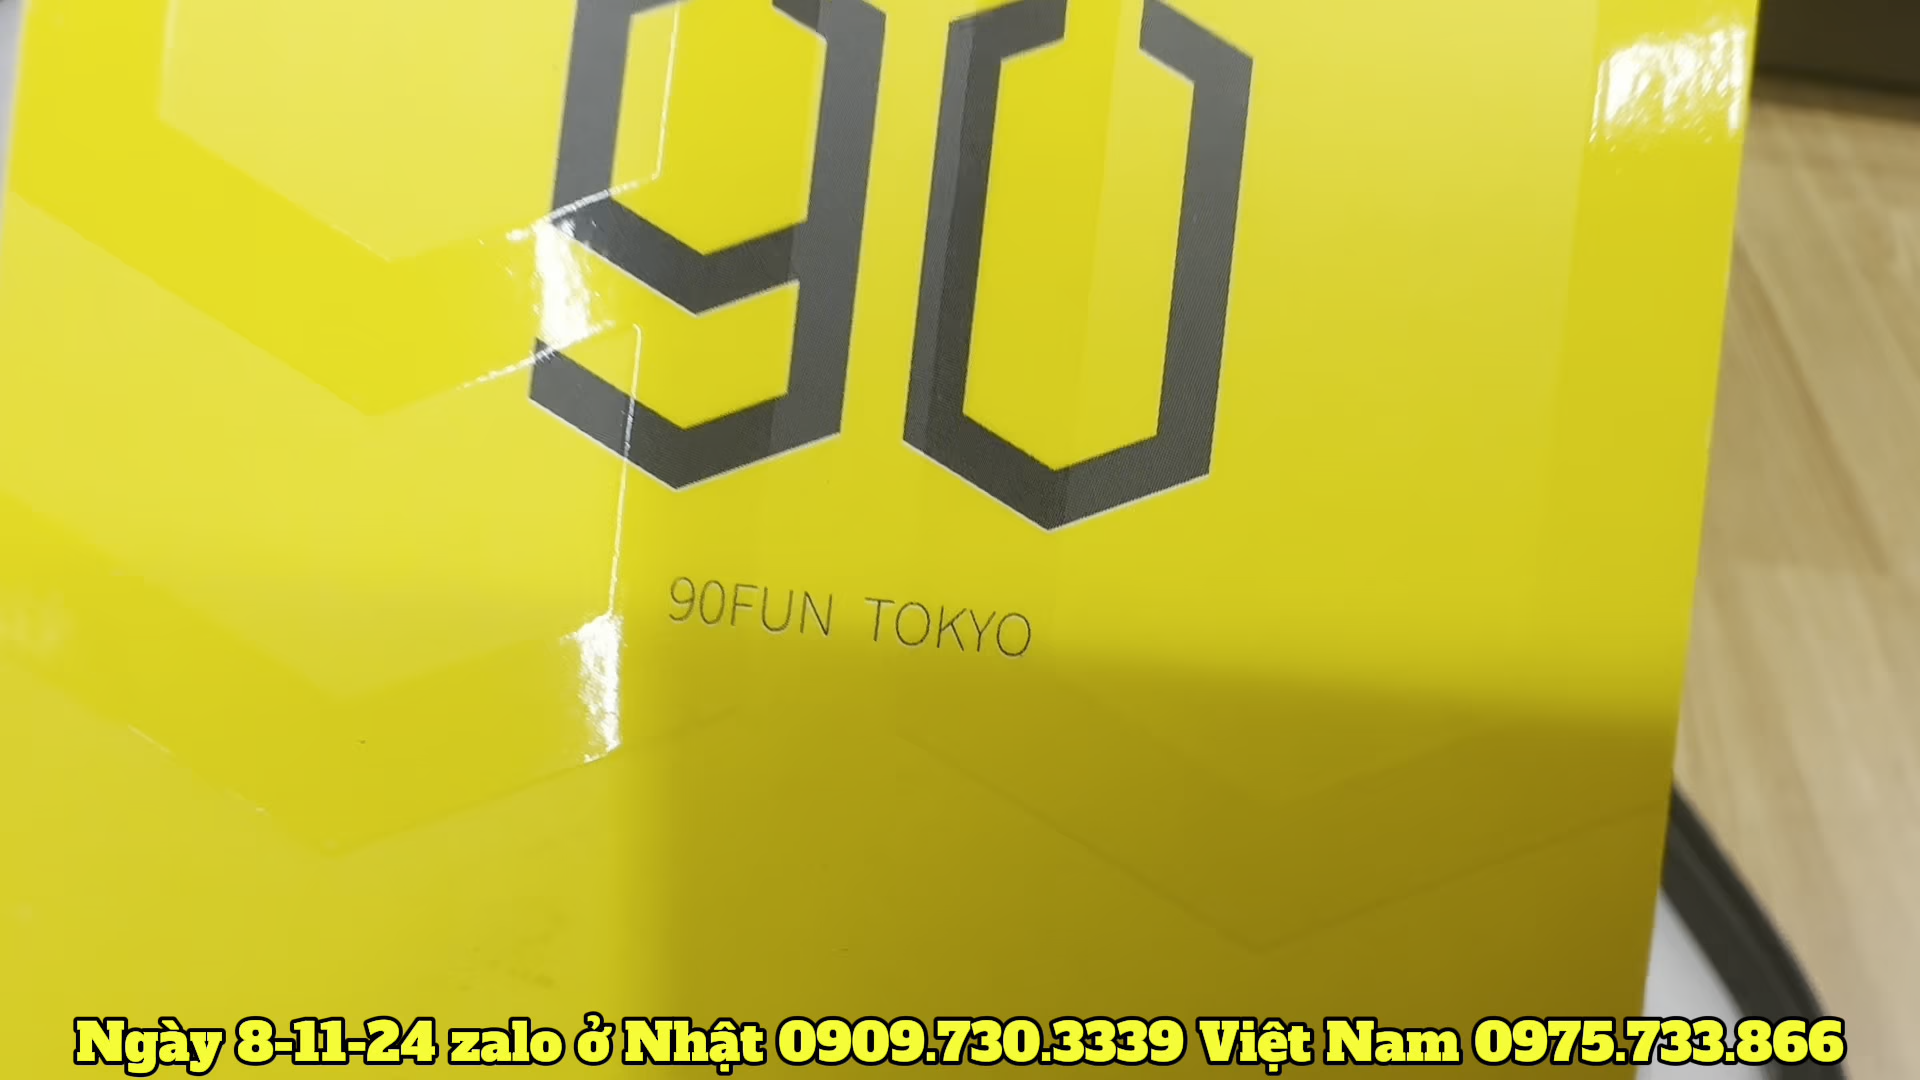 90
90FUN TOKYO
Ngày 8-11-24 zalo ở Nhật 0909.730.3339 Việt Nam 0975.733.866